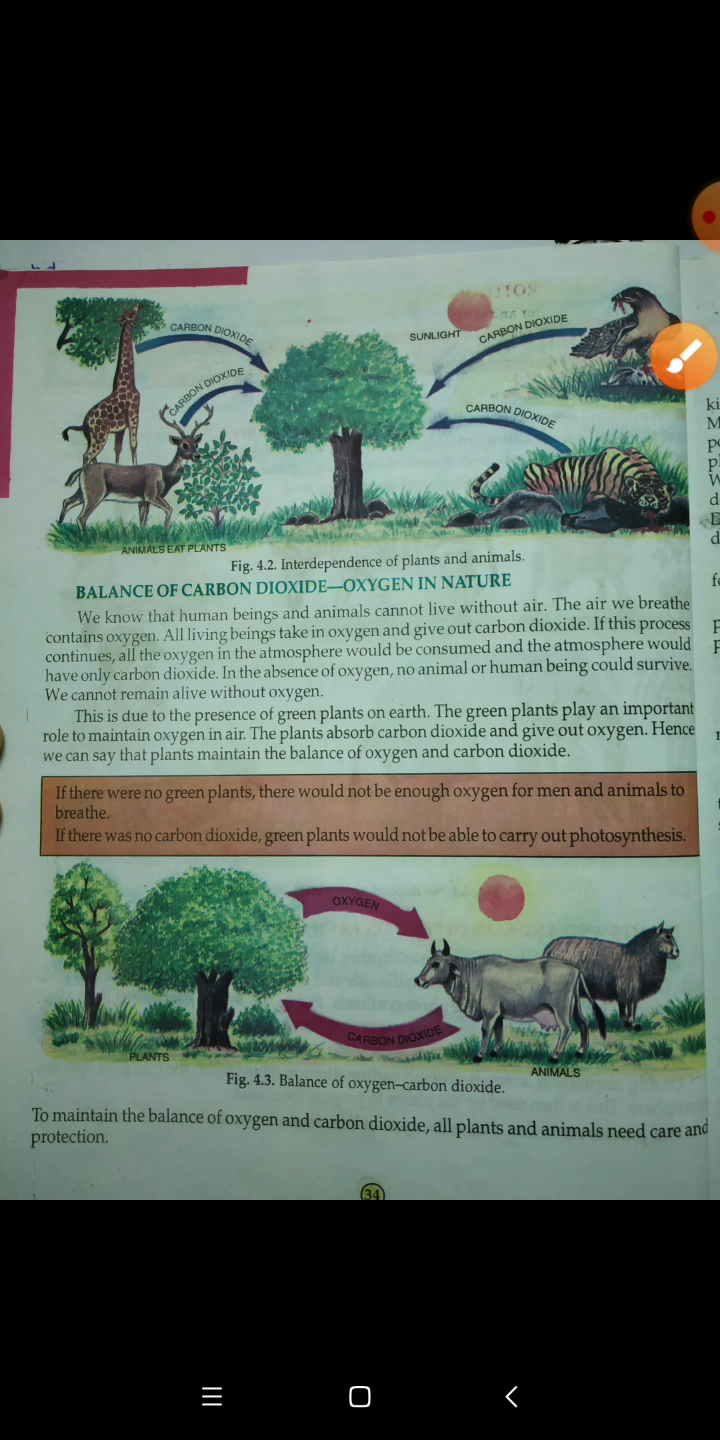 CARBON DIOXIDE
CARBON DIOXIDE
SUNLIGHT
CARBON DIOXIDE
CARBON DIOXIDE
ANIMALS EAT PLANTS
Fig. 4.2. Interdependence of plants and animals.
BALANCE OF CARBON DIOXIDE—OXYGEN IN NATURE
We know that human beings and animals cannot live without air. The air we breathe
contains oxygen. All living beings take in oxygen and give out carbon dioxide. If this process
continues, all the oxygen in the atmosphere would be consumed and the atmosphere would
have only carbon dioxide. In the absence of oxygen, no animal or human being could survive.
We cannot remain alive without oxygen.
This is due to the presence of green plants on earth. The green plants play an important
role to maintain oxygen in air. The plants absorb carbon dioxide and give out oxygen. Hence
we can say that plants maintain the balance of oxygen and carbon dioxide.
If there were no green plants, there would not be enough oxygen for men and animals to
breathe.
If there was no carbon dioxide, green plants would not be able to carry out photosynthesis.
OXYGEN
CARBON DIOXIDE
PLANTS
ANIMALS
Fig. 4.3. Balance of oxygen–carbon dioxide.
To maintain the balance of oxygen and carbon dioxide, all plants and animals need care and
protection.
34